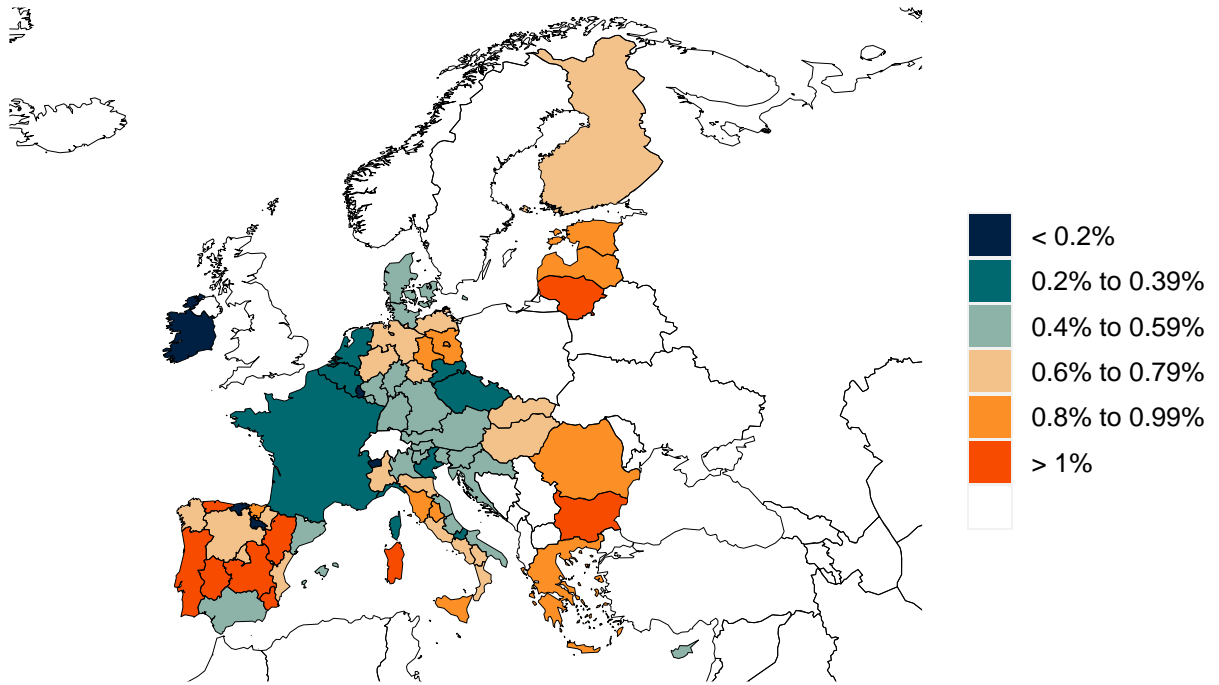 < 0.2%
0.2% to 0.39%
0.4% to 0.59%
0.6% to 0.79%
0.8% to 0.99%
> 1%